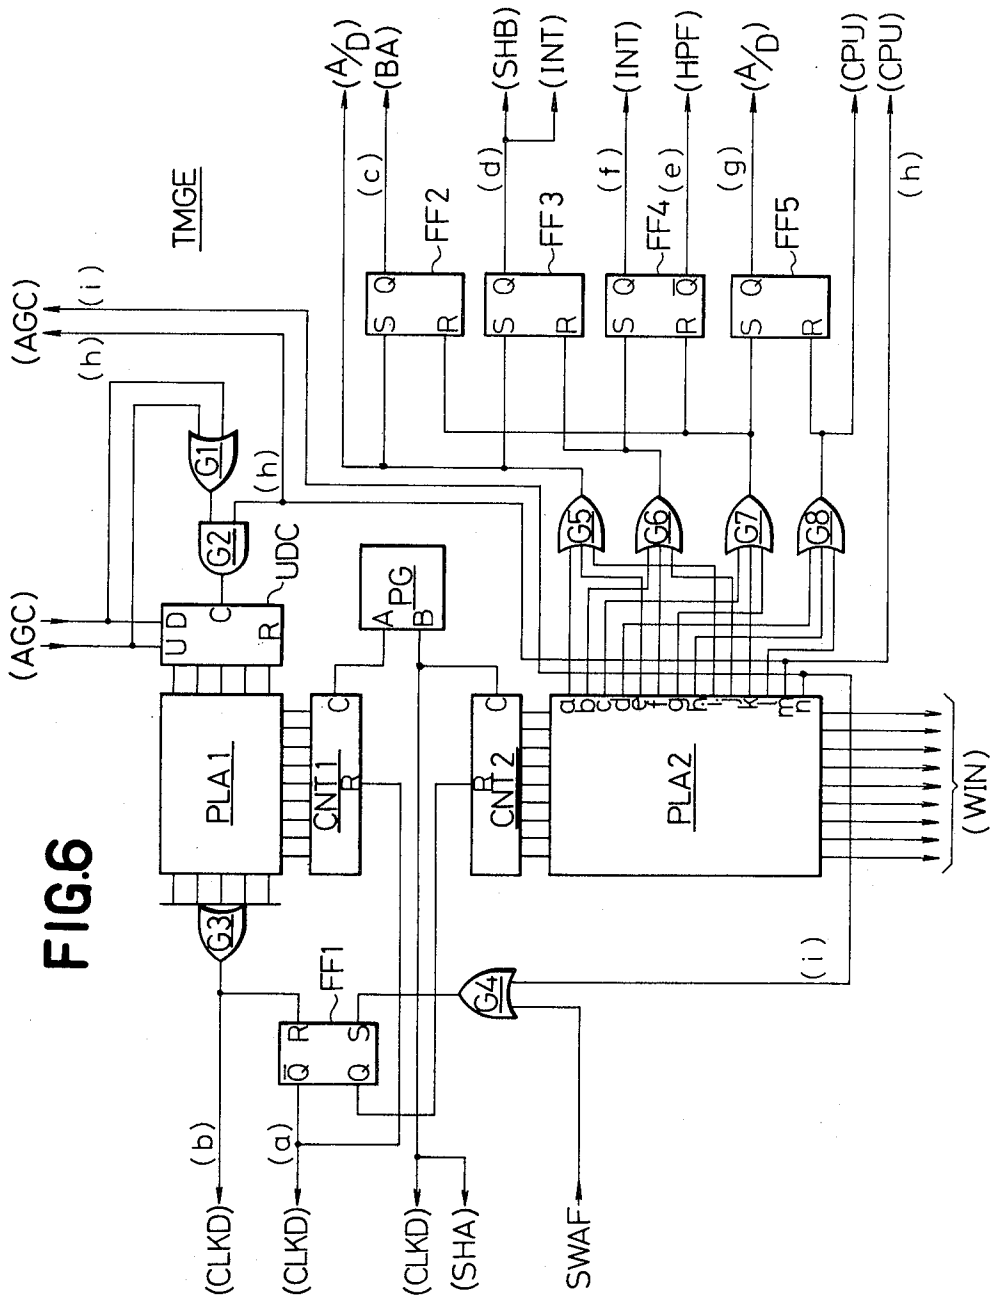 FIG.6
TMGE
(AGC)
(AGC)
(h)
(i)
(A/D)
(BA)
(SHB)
(INT)
(INT)
(HPF)
(A/D)
(CPU)
(CPU)
(c)
(d)
(f)
(e)
(g)
(h)
FF2
S Q
R
FF3
S Q
R
FF4
S Q
R Q̅
FF5
S Q
R
G1
G2
(h)
UDC
U D
C
R
PLA1
CNT1
C
R
PG
A
B
CNT2
C
R
PLA2
a
b
c
d
e
f
g
h
i
j
k
l
m
n
G5
G6
G7
G8
(WIN)
G3
FF1
Q̅ R
Q S
G4
(i)
(b)
(a)
(CLKD)
(CLKD)
(CLKD)
(SHA)
SWAF